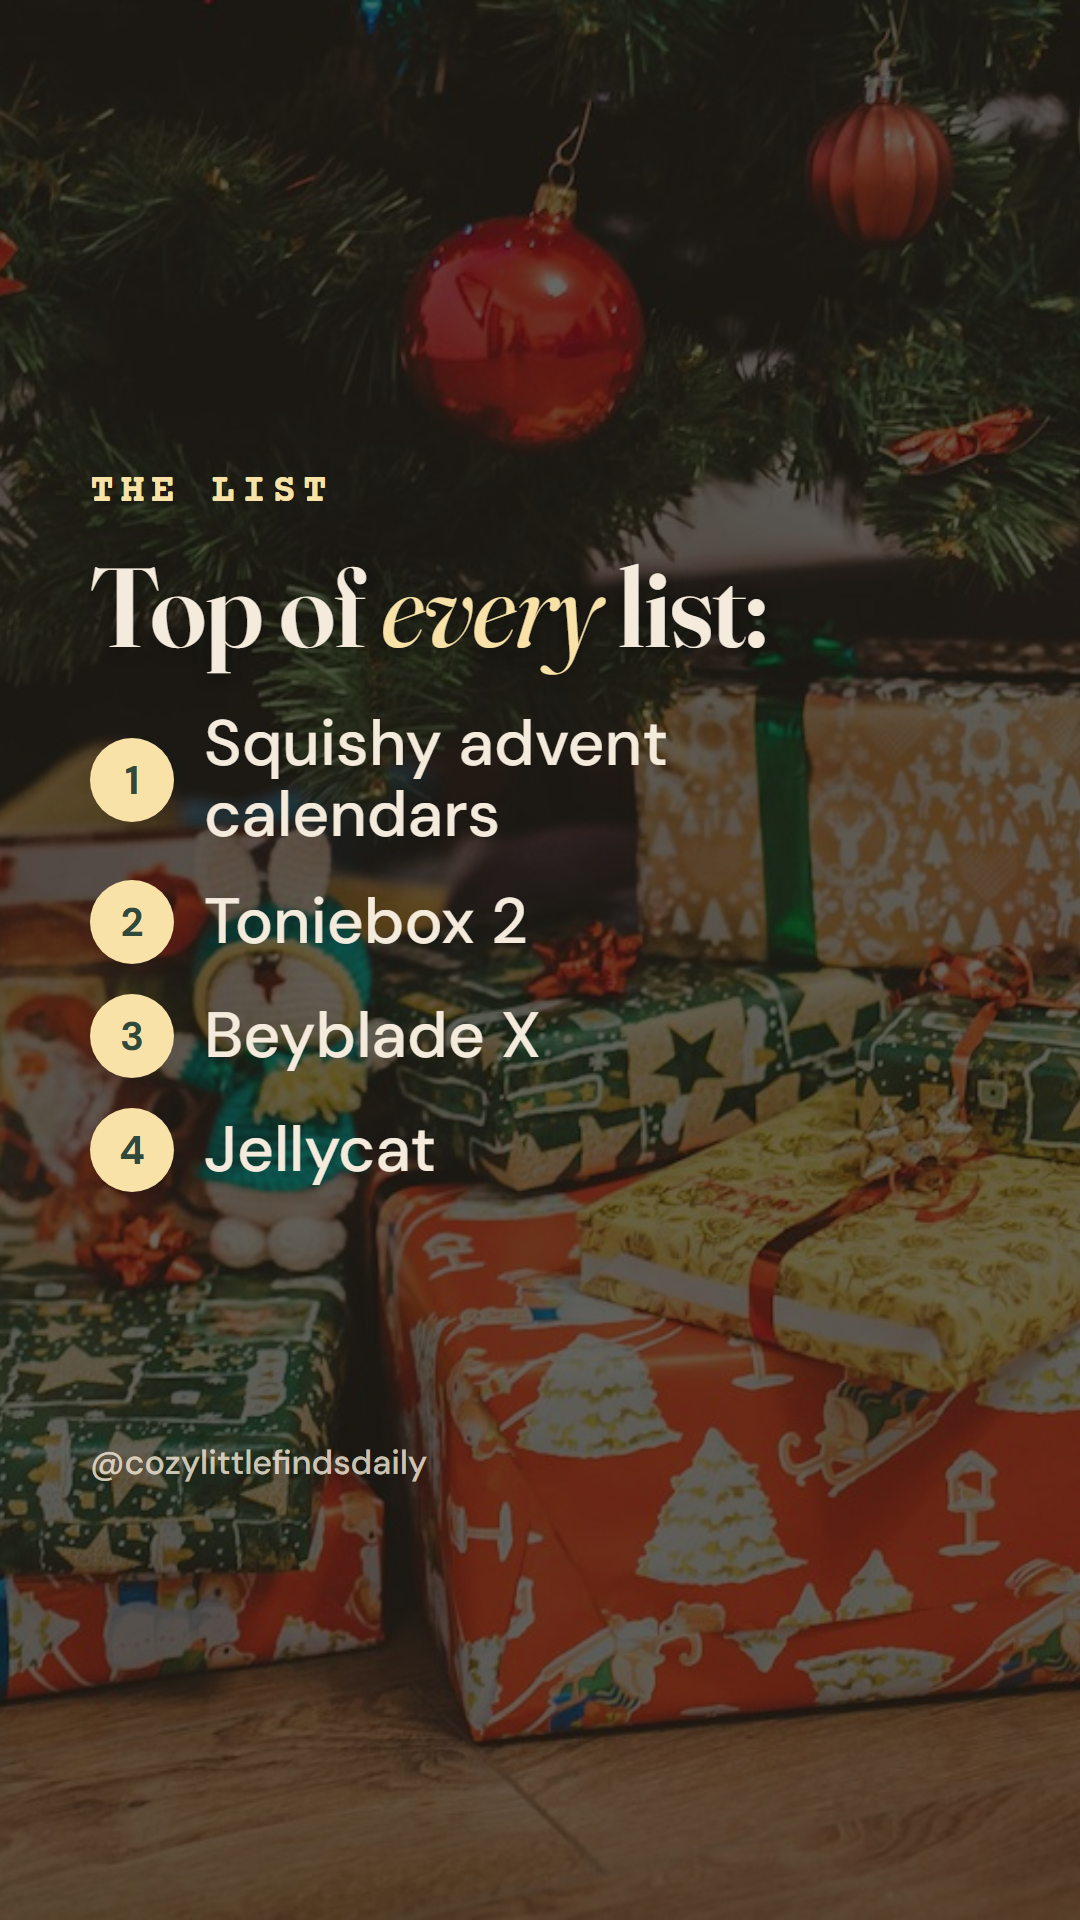 THE LIST
Top of every list:
1 Squishy advent
calendars
2 Toniebox 2
3 Beyblade X
4 Jellycat
@cozylittlefindsdaily